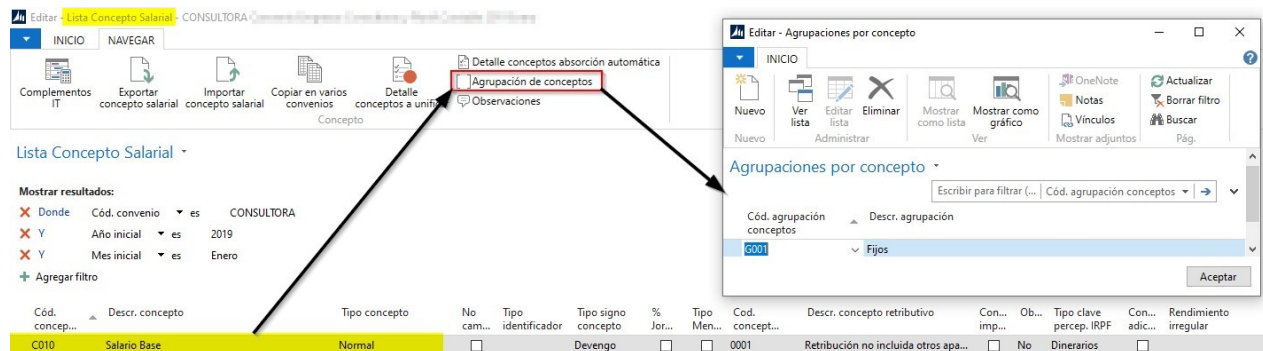 Editar - Lista Concepto Salarial - CONSULTORA
INICIO NAVEGAR
Complementos IT
Exportar concepto salarial
Importar concepto salarial
Copiar en varios convenios
Detalle conceptos a unifi
Detalle conceptos absorción automática
Agrupación de conceptos
Observaciones
Concepto
Lista Concepto Salarial
Mostrar resultados:
Donde Cód. convenio es CONSULTORA
Y Año inicial es 2019
Y Mes inicial es Enero
Agregar filtro
Cód. concep... Descr. concepto Tipo concepto No cam... Tipo identificador Tipo signo concepto % Jor... Tipo Men... Cod. concept... Descr. concepto retributivo Con... imp... Ob... Tipo clave percep. IRPF Con... adic... Rendimiento irregular
C010 Salario Base Normal Devengo 0001 Retribución no incluida otros apa... No Dinerarios
Editar - Agrupaciones por concepto
INICIO
Nuevo
Ver lista
Editar lista
Eliminar
Mostrar como lista
Mostrar como gráfico
OneNote
Notas
Vínculos
Actualizar
Borrar filtro
Buscar
Nuevo Administrar Ver Mostrar adjuntos Pág.
Agrupaciones por concepto
Escribir para filtrar (... Cód. agrupación conceptos
Cód. agrupación conceptos Descr. agrupación
G001 Fijos
Aceptar